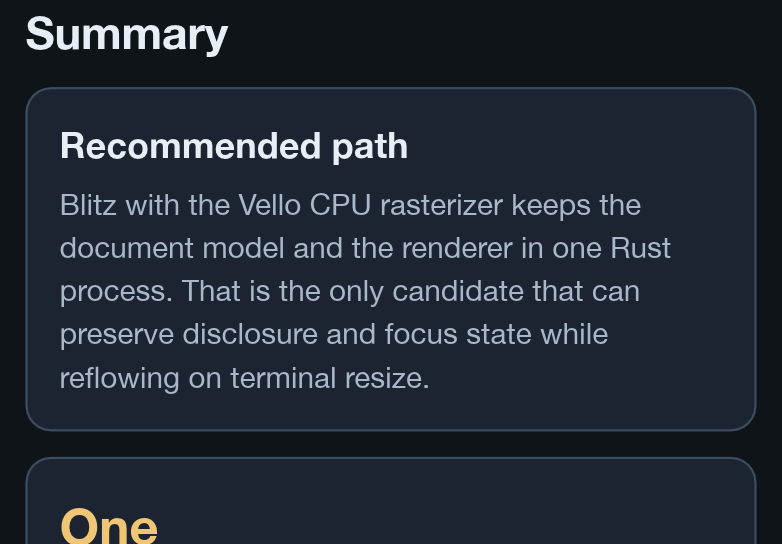 Summary
Recommended path
Blitz with the Vello CPU rasterizer keeps the
document model and the renderer in one Rust
process. That is the only candidate that can
preserve disclosure and focus state while
reflowing on terminal resize.
One